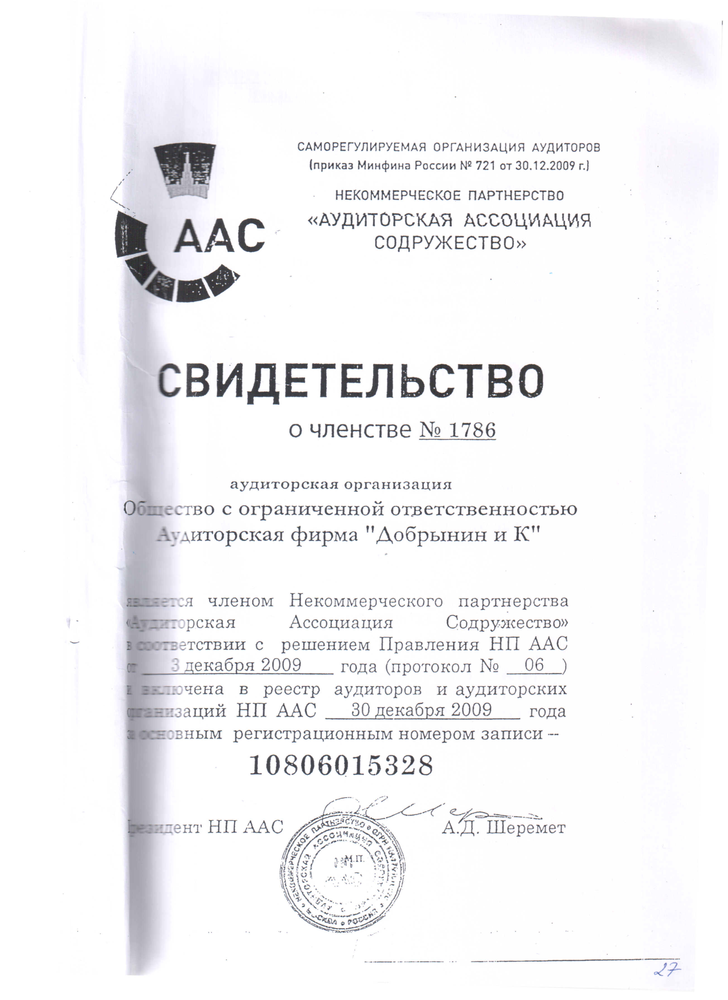 САМОРЕГУЛИРУЕМАЯ ОРГАНИЗАЦИЯ АУДИТОРОВ
(приказ Минфина России № 721 от 30.12.2009 г.)
НЕКОММЕРЧЕСКОЕ ПАРТНЕРСТВО
«АУДИТОРСКАЯ АССОЦИАЦИЯ
СОДРУЖЕСТВО»
ААС
СВИДЕТЕЛЬСТВО
о членстве № 1786
аудиторская организация
Общество с ограниченной ответственностью
Аудиторская фирма "Добрынин и К"
является членом Некоммерческого партнерства
«Аудиторская Ассоциация Содружество»
в соответствии с решением Правления НП ААС
от 3 декабря 2009 года (протокол № 06)
и включена в реестр аудиторов и аудиторских
организаций НП ААС 30 декабря 2009 года
за основным регистрационным номером записи –
10806015328
Президент НП ААС А.Д. Шеремет
М.П.
НЕКОММЕРЧЕСКОЕ ПАРТНЕРСТВО
АУДИТОРСКАЯ АССОЦИАЦИЯ
МОСКВА • РОССИЯ
ААС
27